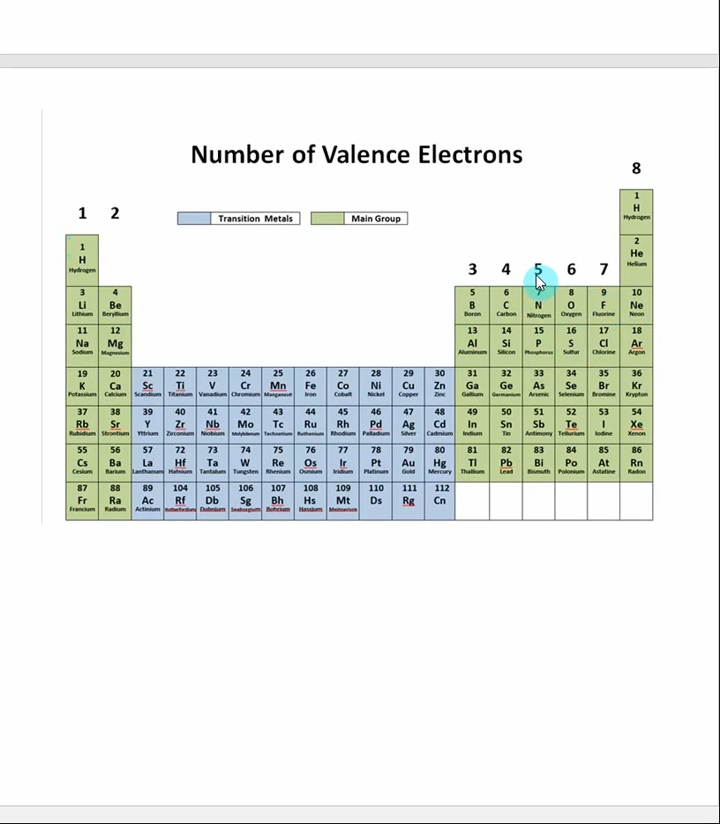 Number of Valence Electrons
8
1 2
Transition Metals Main Group
1
H
Hydrogen
1
H
Hydrogen
2
He
Helium
3 4 5 6 7
3 4 5 6 7 8 9 10
Li Be B C N O F Ne
Lithium Beryllium Boron Carbon Nitrogen Oxygen Fluorine Neon
11 12 13 14 15 16 17 18
Na Mg Al Si P S Cl Ar
Sodium Magnesium Aluminum Silicon Phosphorus Sulfur Chlorine Argon
19 20 21 22 23 24 25 26 27 28 29 30 31 32 33 34 35 36
K Ca Sc Ti V Cr Mn Fe Co Ni Cu Zn Ga Ge As Se Br Kr
Potassium Calcium Scandium Titanium Vanadium Chromium Iron Cobalt Nickel Copper Zinc Gallium Germanium Arsenic Selenium Bromine Krypton
37 38 39 40 41 42 43 44 45 46 47 48 49 50 51 52 53 54
Rb Sr Y Zr Nb Mo Tc Ru Rh Pd Ag Cd In Sn Sb Te I Xe
Rubidium Strontium Yttrium Zirconium Niobium Molybdenum Technetium Ruthenium Rhodium Palladium Silver Cadmium Indium Tin Antimony Tellurium Iodine Xenon
55 56 57 72 73 74 75 76 77 78 79 80 81 82 83 84 85 86
Cs Ba La Hf Ta W Re Os Ir Pt Au Hg Tl Pb Bi Po At Rn
Cesium Barium Lanthanum Hafnium Tantalum Tungsten Rhenium Osmium Iridium Platinum Gold Mercury Thallium Lead Bismuth Polonium Astatine Radon
87 88 89 104 105 106 107 108 109 110 111 112
Fr Ra Ac Rf Db Sg Bh Hs Mt Ds Rg Cn
Francium Radium Actinium Rutherfordium Dubnium Seaborgium Bohrium Hassium Meitnerium